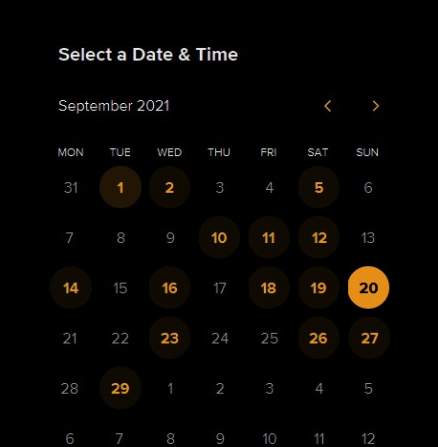 Select a Date & Time
September 2021
MON TUE WED THU FRI SAT SUN
31 1 2 3 4 5 6
7 8 9 10 11 12 13
14 15 16 17 18 19 20
21 22 23 24 25 26 27
28 29 1 2 3 4 5
6 7 8 9 10 11 12